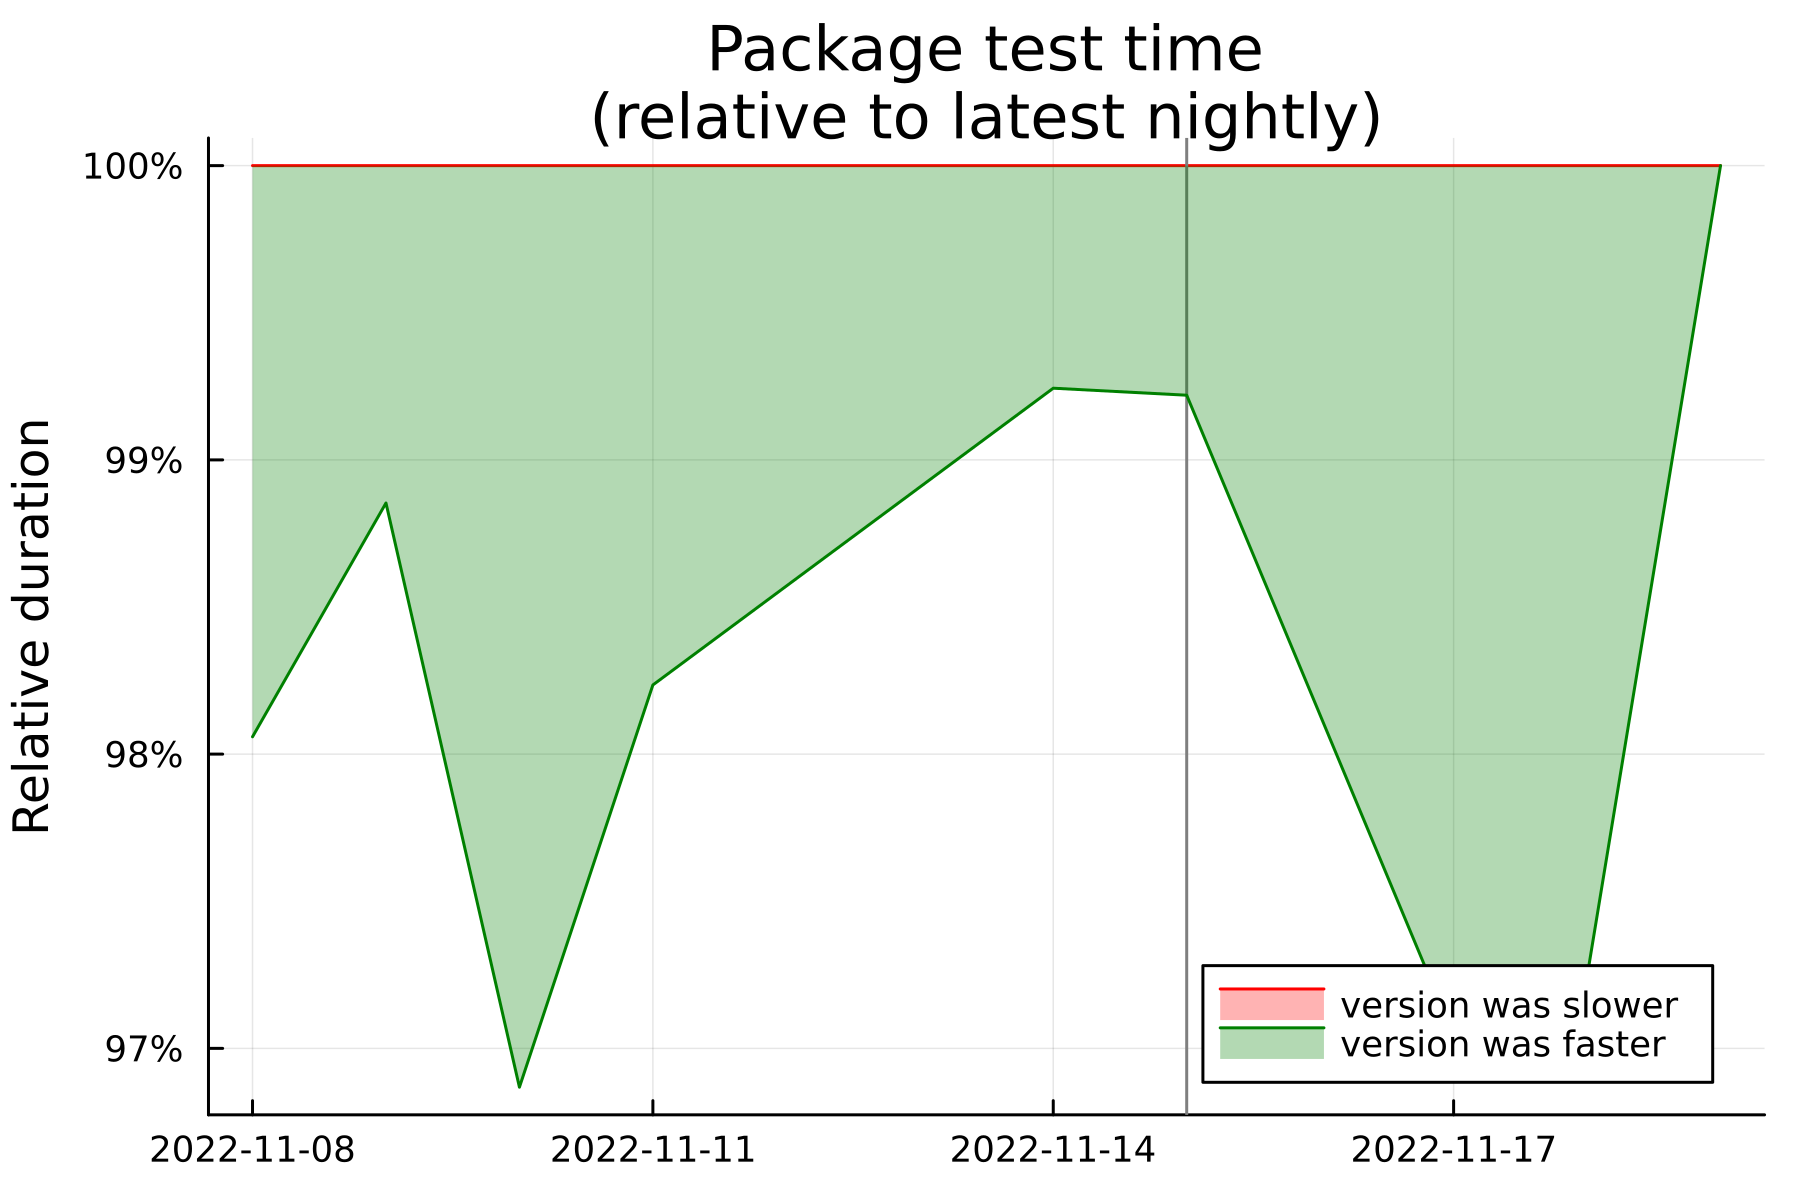 Package test time
(relative to latest nightly)
Relative duration
100%
99%
98%
97%
version was slower
version was faster
2022-11-08
2022-11-11
2022-11-14
2022-11-17